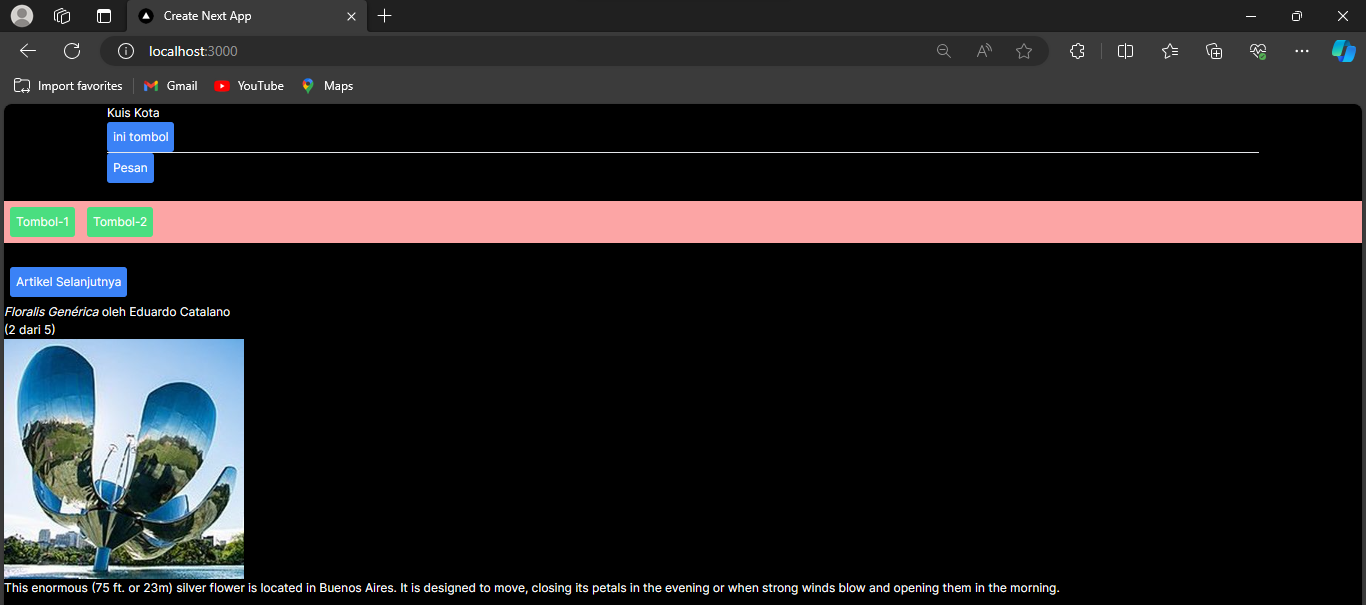 Create Next App
localhost:3000
Import favorites Gmail YouTube Maps
Kuis Kota
ini tombol
Pesan
Tombol-1 Tombol-2
Artikel Selanjutnya
Floralis Genérica oleh Eduardo Catalano
(2 dari 5)
This enormous (75 ft. or 23m) silver flower is located in Buenos Aires. It is designed to move, closing its petals in the evening or when strong winds blow and opening them in the morning.